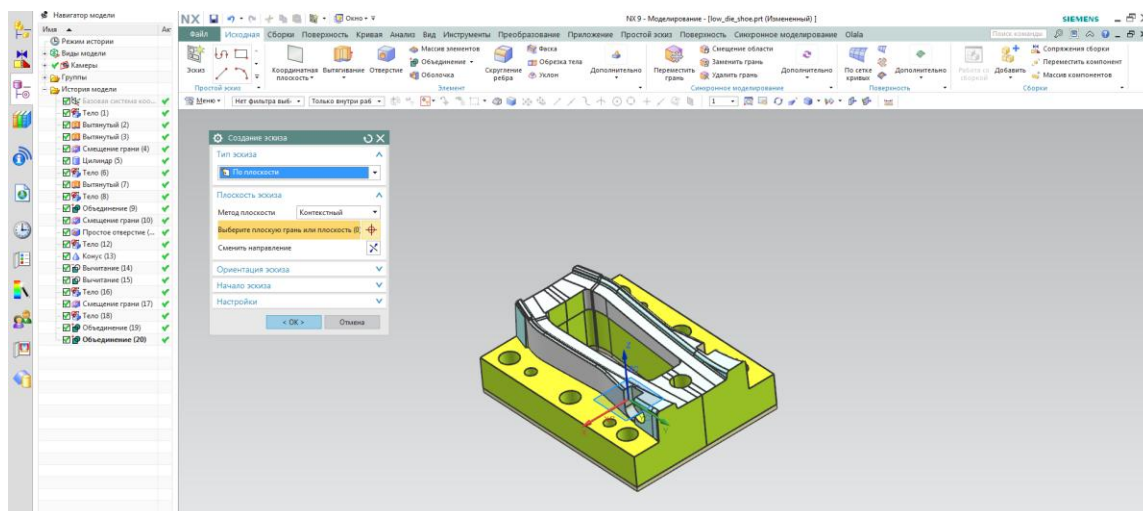 Навигатор модели
Имя
Ак
Режим истории
Виды модели
Камеры
Группы
История модели
Базовая система коо...
Тело (1)
Вытянутый (2)
Вытянутый (3)
Смещение грани (4)
Цилиндр (5)
Тело (6)
Вытянутый (7)
Тело (8)
Объединение (9)
Смещение грани (10)
Простое отверстие (...
Тело (12)
Конус (13)
Вычитание (14)
Вычитание (15)
Тело (16)
Смещение грани (17)
Тело (18)
Объединение (19)
Объединение (20)
NX
Окно
NX 9 - Моделирование - [low_die_shoe.prt (Измененный) ]
SIEMENS
Файл Исходная Сборки Поверхность Кривая Анализ Вид Инструменты Преобразование Приложение Простой эскиз Поверхность Синхронное моделирование Olala
Поиск команды
Эскиз
Простой эскиз
Координатная плоскость
Вытягивание
Отверстие
Массив элементов
Объединение
Оболочка
Скругление ребра
Фаска
Обрезка тела
Уклон
Дополнительно
Элемент
Переместить грань
Смещение области
Заменить грань
Удалить грань
Дополнительно
Синхронное моделирование
По сетке кривых
Дополнительно
Поверхность
Работа со сборкой
Добавить
Сопряжения сборки
Переместить компонент
Массив компонентов
Сборки
Меню
Нет фильтра выб
Только внутри раб
1
Создание эскиза
Тип эскиза
По плоскости
Плоскость эскиза
Метод плоскости Контекстный
Выберите плоскую грань или плоскость (0)
Сменить направление
Ориентация эскиза
Начало эскиза
Настройки
< OK >
Отмена
Z
X
Y